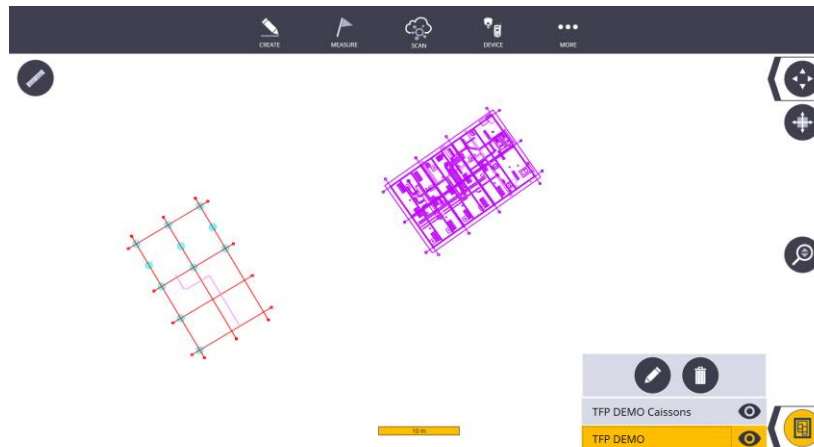 CREATE
MEASURE
SCAN
DEVICE
MORE
10 m
TFP DEMO Caissons
TFP DEMO